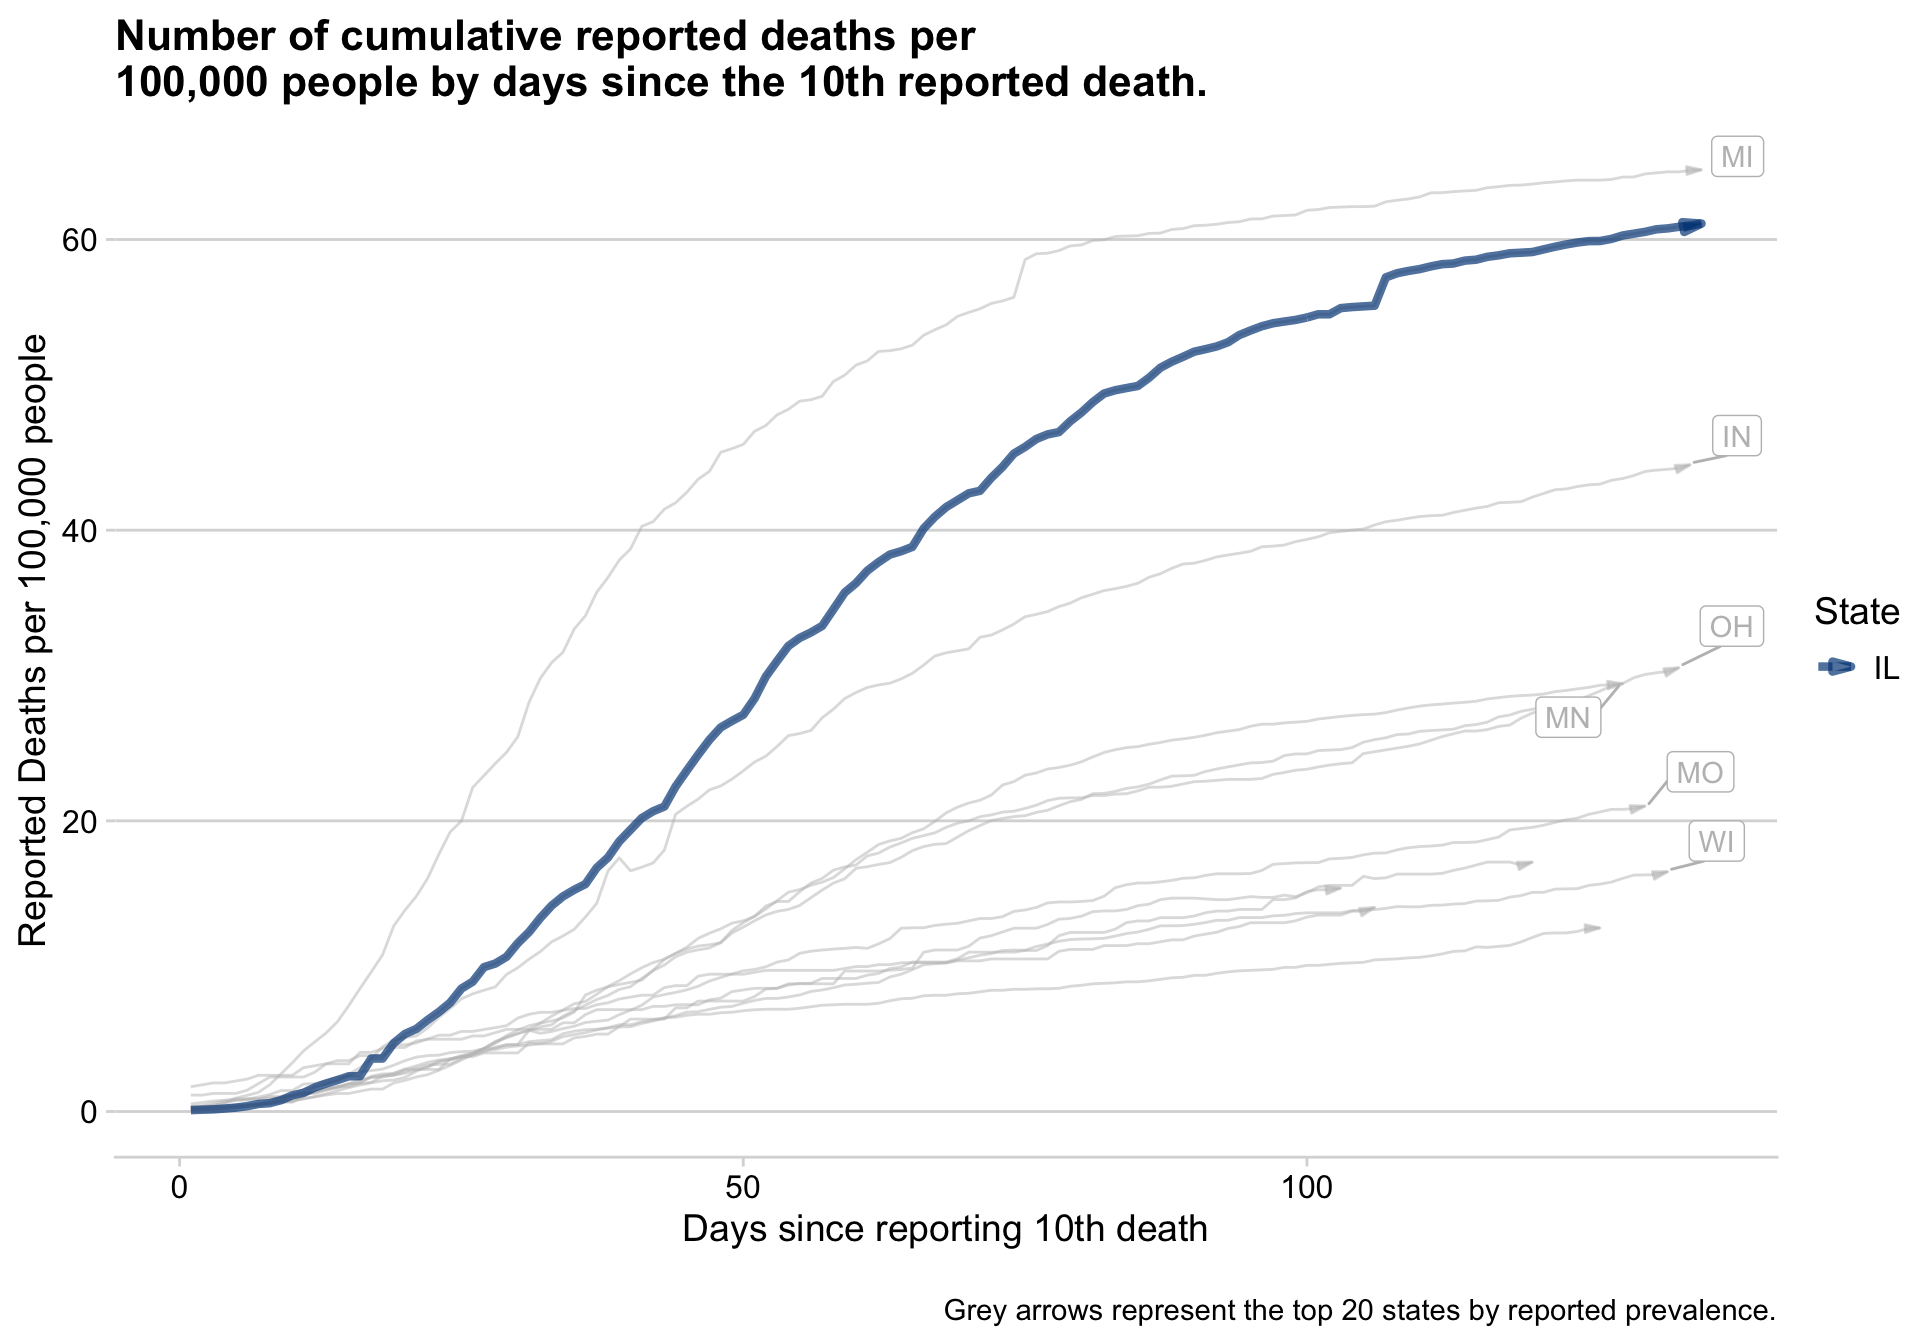 Number of cumulative reported deaths per
100,000 people by days since the 10th reported death.
Reported Deaths per 100,000 people
60
40
20
0
MI
IN
OH
MN
MO
WI
State
IL
0
50
100
Days since reporting 10th death
Grey arrows represent the top 20 states by reported prevalence.